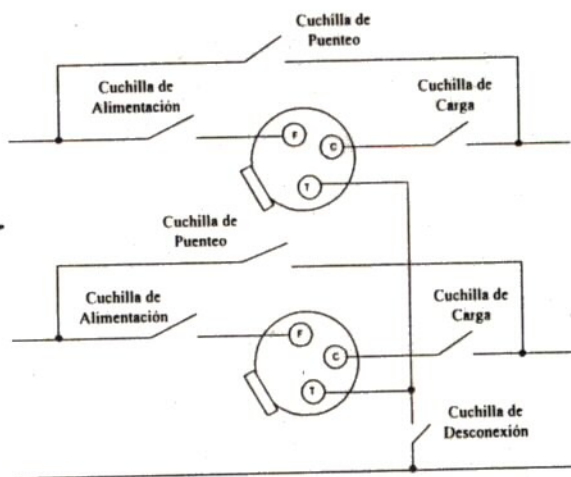 Cuchilla de
Puenteo
Cuchilla de
Alimentación
Cuchilla de
Carga
F
C
T
Cuchilla de
Puenteo
Cuchilla de
Alimentación
Cuchilla de
Carga
F
C
T
Cuchilla de
Desconexión